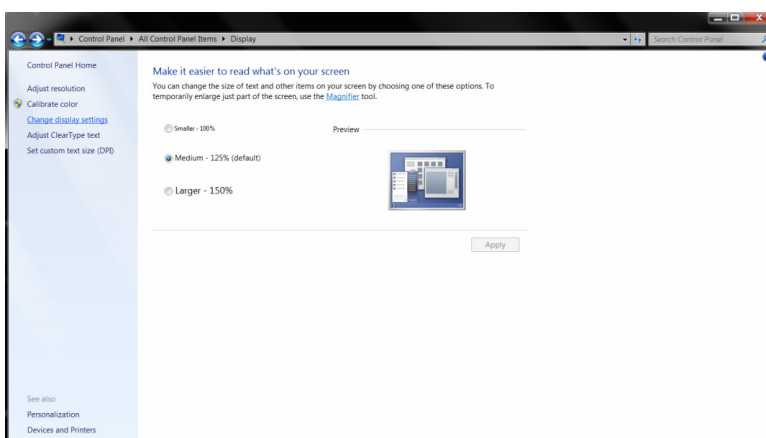 Control Panel ▸ All Control Panel Items ▸ Display
Search Control Panel
Control Panel Home
Adjust resolution
Calibrate color
Change display settings
Adjust ClearType text
Set custom text size (DPI)
Make it easier to read what's on your screen
You can change the size of text and other items on your screen by choosing one of these options. To
temporarily enlarge just part of the screen, use the Magnifier tool.
Smaller - 100%
Preview
Medium - 125% (default)
Larger - 150%
Apply
See also
Personalization
Devices and Printers